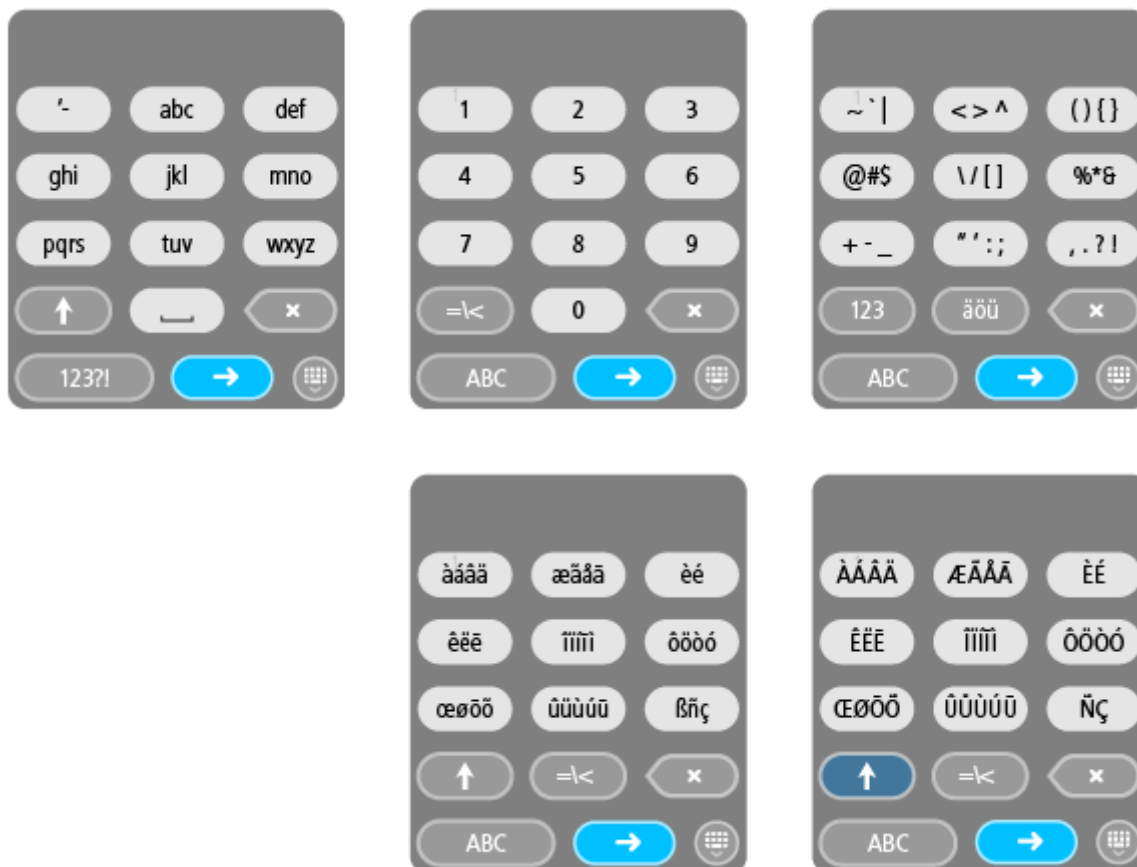 '- abc def
ghi jkl mno
pqrs tuv wxyz
123?!
1 2 3
4 5 6
7 8 9
=\< 0
ABC
~`| <>^ (){}
@#$ \/[] %*&
+-_ "':; ,.?!
123 äöü
ABC
àáâä æãåā èé
êëē îïììì ôöòó
œøōõ ûüùúū ßñç
=\<
ABC
ÀÁÂÄ ÆÃÅĀ ÈÉ
ÊËĒ ÔÖÒÓ
ŒØŌÕ ÛÜÙÚŪ ÑÇ
=\<
ABC